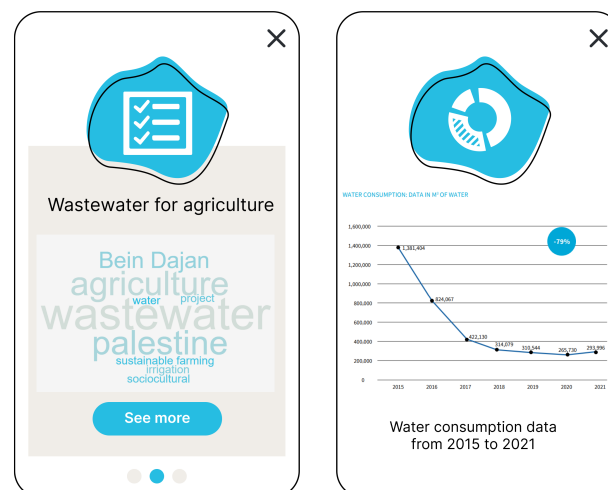 Wastewater for agriculture
Bein Dajan
agriculture
water project
wastewater
palestine
sustainable farming
irrigation
sociocultural
See more
WATER CONSUMPTION: DATA IN M³ OF WATER
1,600,000
1,400,000
1,200,000
1,000,000
800,000
600,000
400,000
200,000
0
-79%
1,381,404
824,067
422,130
314,079
310,544
265,730
293,996
2015 2016 2017 2018 2019 2020 2021
Water consumption data
from 2015 to 2021